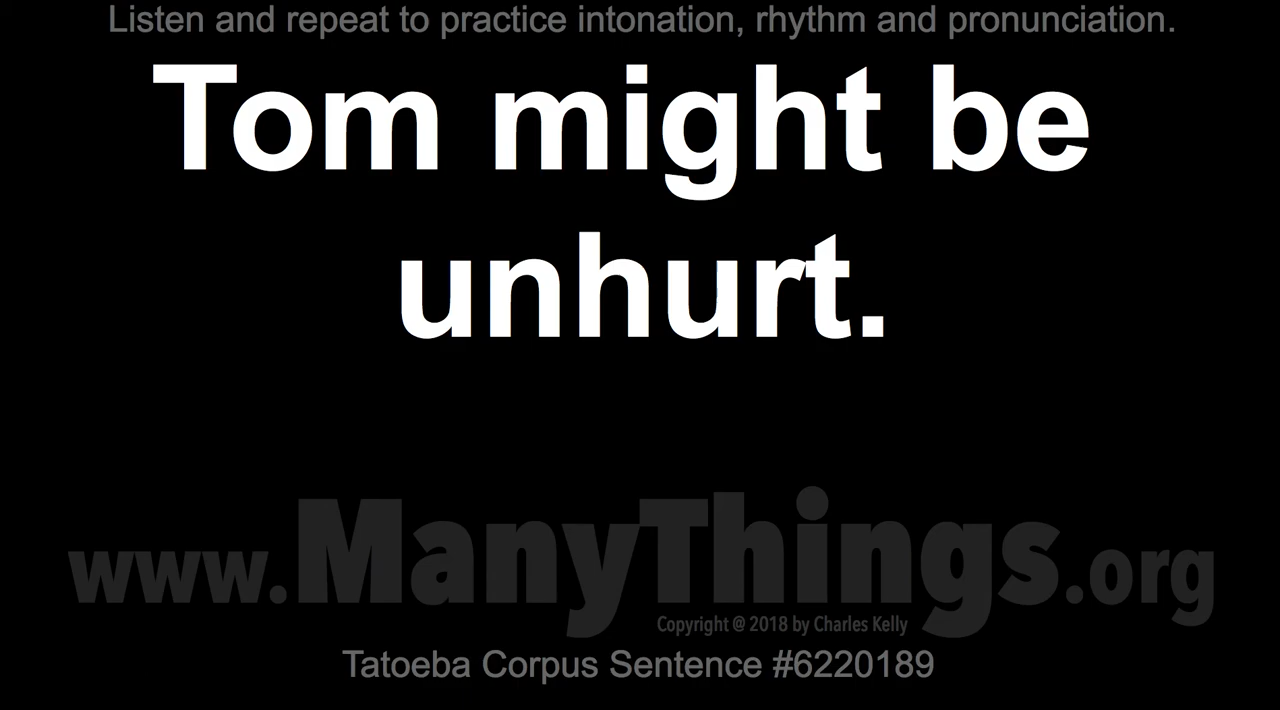 Listen and repeat to practice intonation, rhythm and pronunciation.
Tom might be
unhurt.
www.ManyThings.org
Copyright @ 2018 by Charles Kelly
Tatoeba Corpus Sentence #6220189